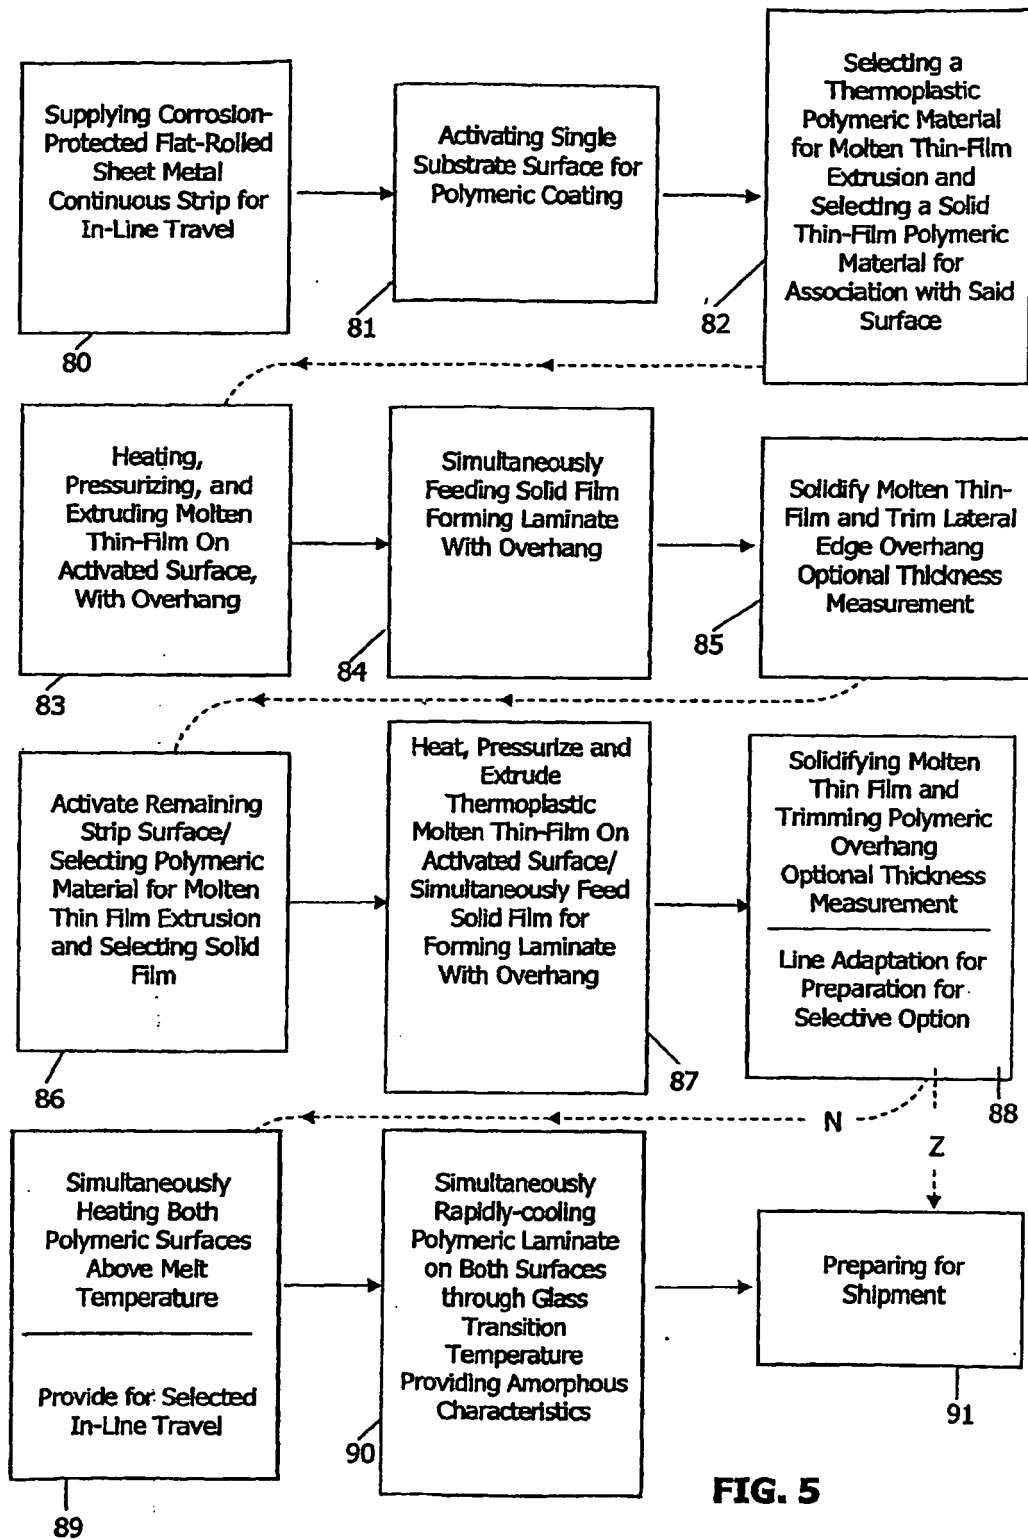 Supplying Corrosion-
Protected Flat-Rolled
Sheet Metal
Continuous Strip for
In-Line Travel
80
Activating Single
Substrate Surface for
Polymeric Coating
81
Selecting a
Thermoplastic
Polymeric Material
for Molten Thin-Film
Extrusion and
Selecting a Solid
Thin-Film Polymeric
Material for
Association with Said
Surface
82
Heating,
Pressurizing, and
Extruding Molten
Thin-Film On
Activated Surface,
With Overhang
83
Simultaneously
Feeding Solid Film
Forming Laminate
With Overhang
84
Solidify Molten Thin-
Film and Trim Lateral
Edge Overhang
Optional Thickness
Measurement
85
Activate Remaining
Strip Surface/
Selecting Polymeric
Material for Molten
Thin Film Extrusion
and Selecting Solid
Film
86
Heat, Pressurize and
Extrude
Thermoplastic
Molten Thin-Film On
Activated Surface/
Simultaneously Feed
Solid Film for
Forming Laminate
With Overhang
87
Solidifying Molten
Thin Film and
Trimming Polymeric
Overhang
Optional Thickness
Measurement
Line Adaptation for
Preparation for
Selective Option
88
N
Z
Simultaneously
Heating Both
Polymeric Surfaces
Above Melt
Temperature
Provide for Selected
In-Line Travel
89
Simultaneously
Rapidly-cooling
Polymeric Laminate
on Both Surfaces
through Glass
Transition
Temperature
Providing Amorphous
Characteristics
90
Preparing for
Shipment
91
FIG. 5